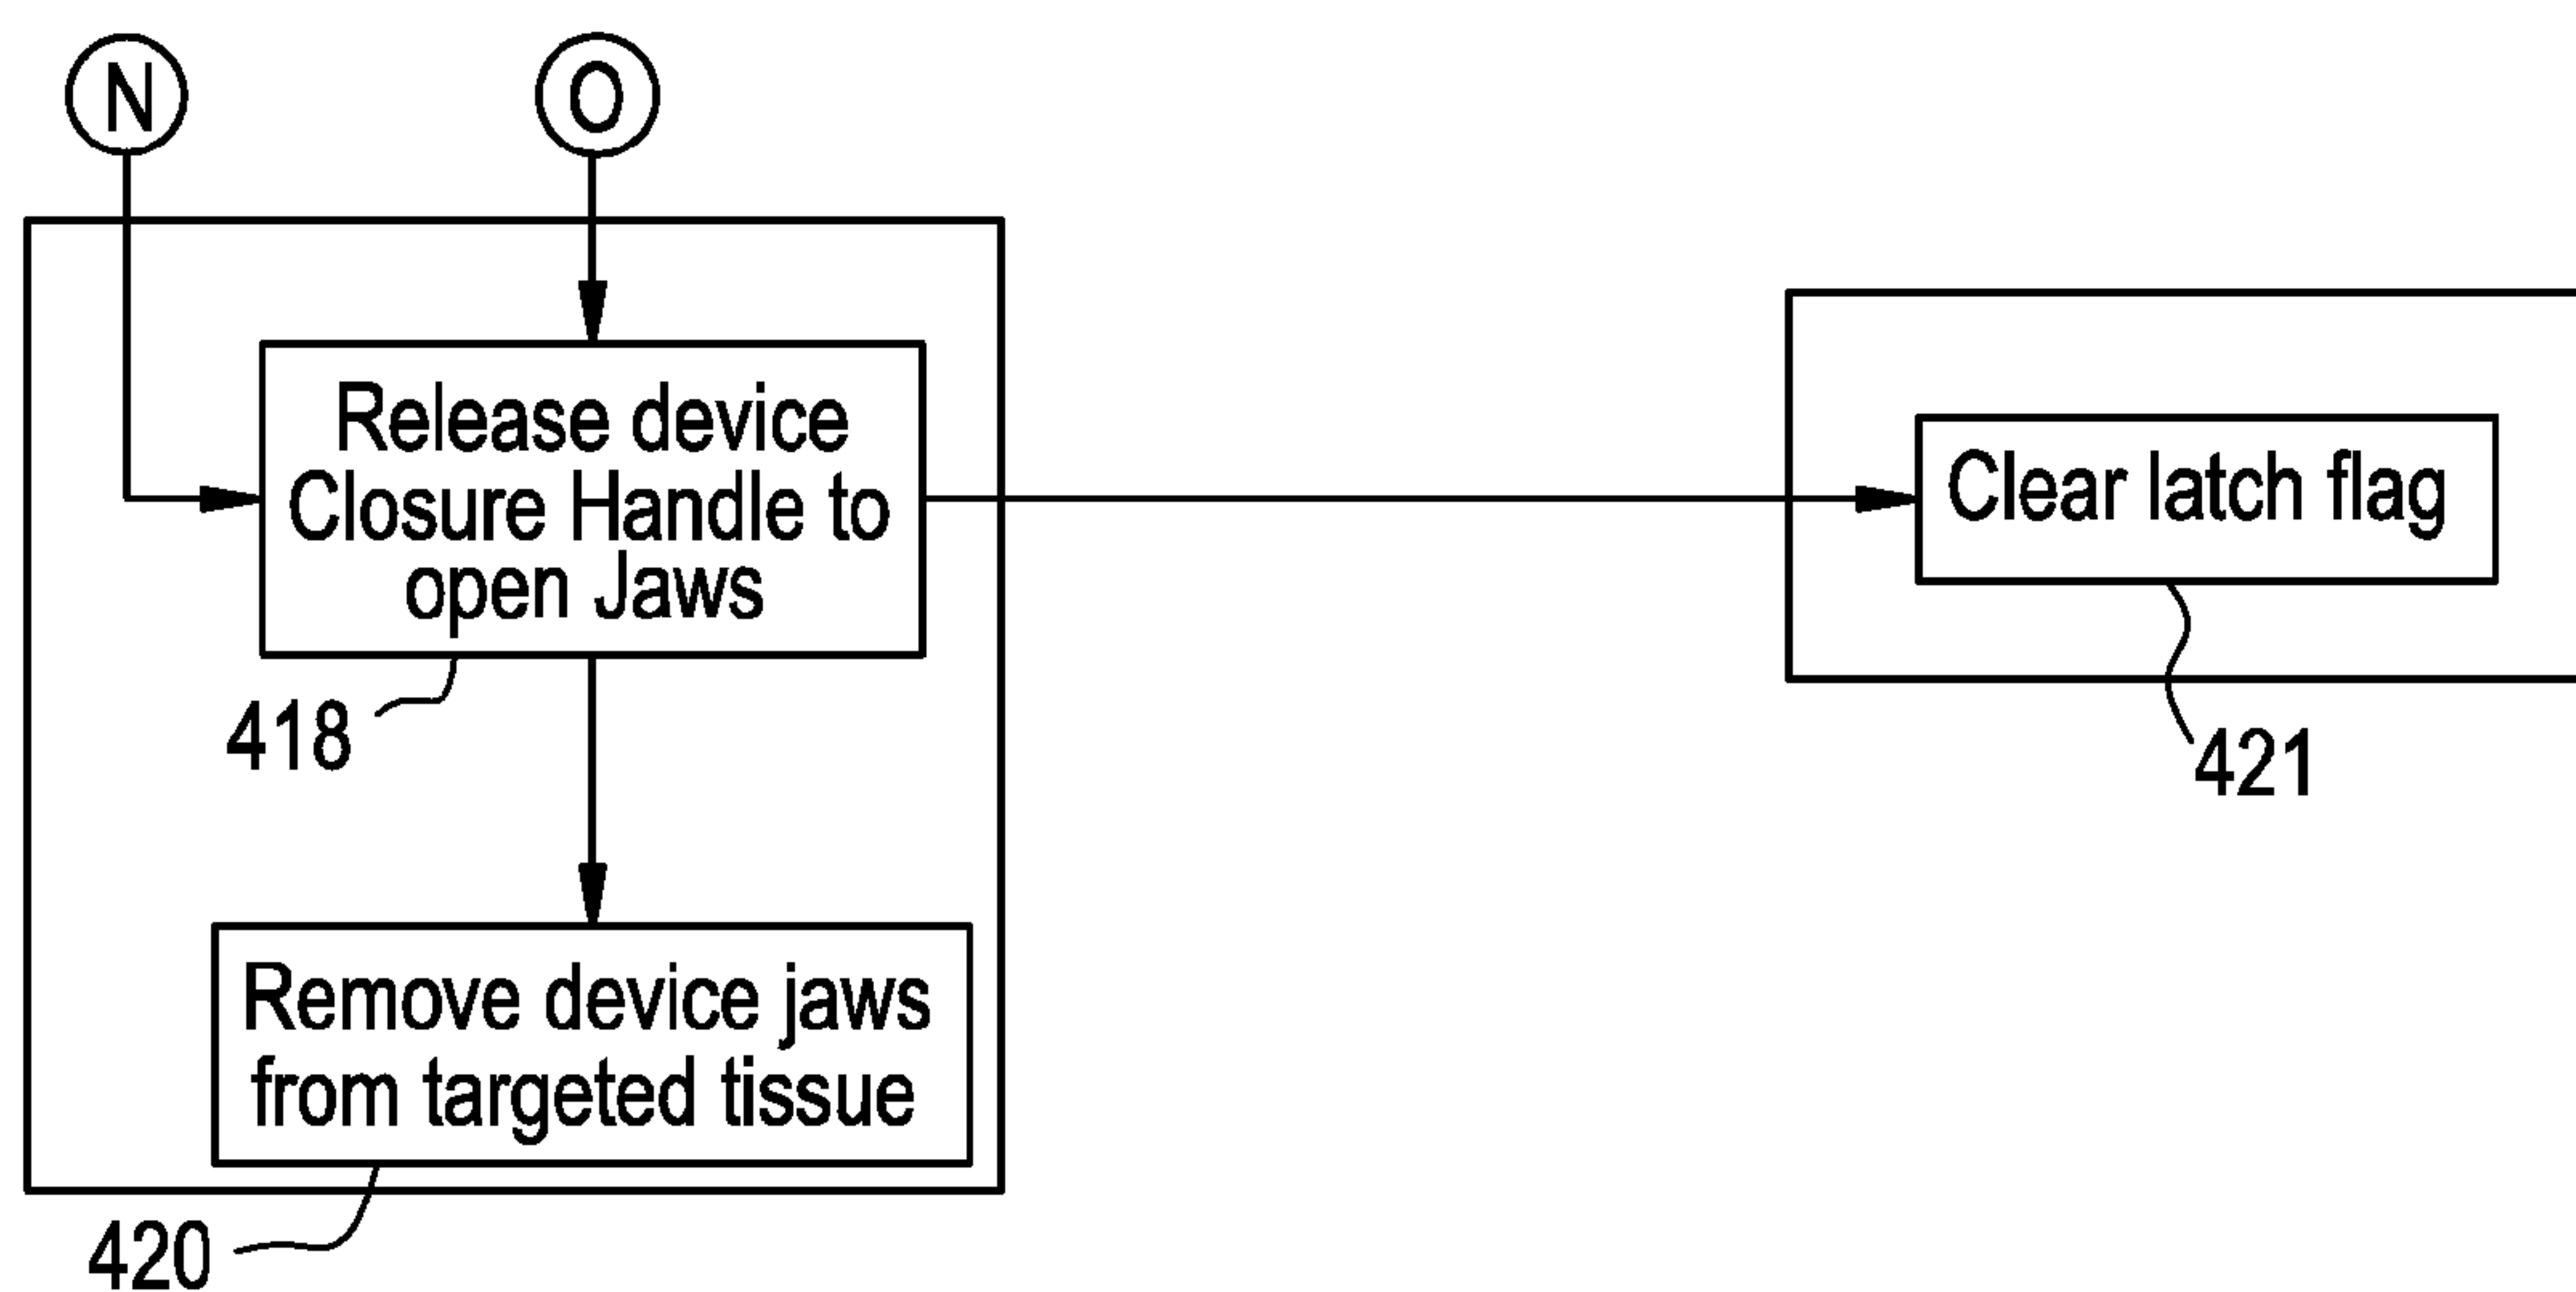 N
O
Release device
Closure Handle to
open Jaws
418
Clear latch flag
421
Remove device jaws
from targeted tissue
420